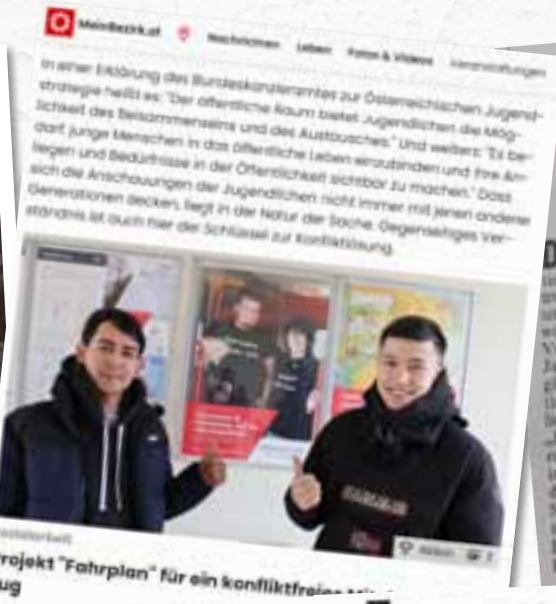 MeinBezirk.at Nachrichten Leben Fotos & Videos Veranstaltungen
In einer Erklärung des Bundeskanzleramtes zur Österreichischen Jugend-
strategie heißt es: "Der öffentliche Raum bietet Jugendlichen die Mög-
lichkeit des Beisammenseins und des Austausches." Und weiters: "Es be-
darf junge Menschen in das öffentliche Leben einzubinden und ihre An-
liegen und Bedürfnisse in der Öffentlichkeit sichtbar zu machen." Dass
sich die Anschauungen der Jugendlichen nicht immer mit jenen anderer
Generationen decken, liegt in der Natur der Sache. Gegenseitiges Ver-
ständnis ist auch hier der Schlüssel zur Konfliktlösung.
rojekt "Fahrplan" für ein konfliktfreies
ug